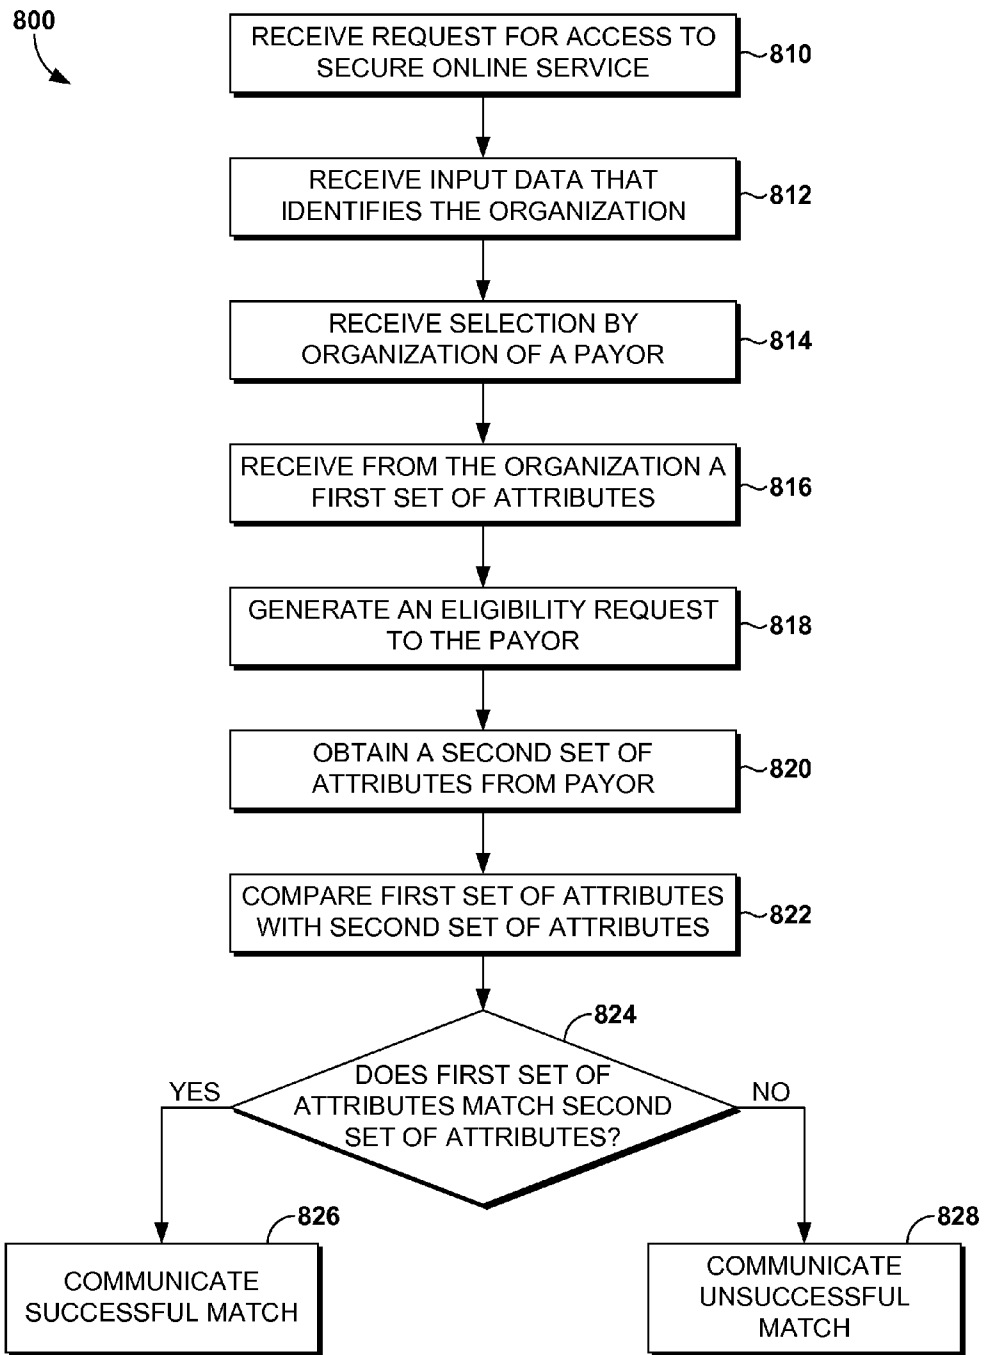 800
RECEIVE REQUEST FOR ACCESS TO
SECURE ONLINE SERVICE
810
RECEIVE INPUT DATA THAT
IDENTIFIES THE ORGANIZATION
812
RECEIVE SELECTION BY
ORGANIZATION OF A PAYOR
814
RECEIVE FROM THE ORGANIZATION A
FIRST SET OF ATTRIBUTES
816
GENERATE AN ELIGIBILITY REQUEST
TO THE PAYOR
818
OBTAIN A SECOND SET OF
ATTRIBUTES FROM PAYOR
820
COMPARE FIRST SET OF ATTRIBUTES
WITH SECOND SET OF ATTRIBUTES
822
824
DOES FIRST SET OF
ATTRIBUTES MATCH SECOND
SET OF ATTRIBUTES?
YES
NO
826
COMMUNICATE
SUCCESSFUL MATCH
828
COMMUNICATE
UNSUCCESSFUL
MATCH